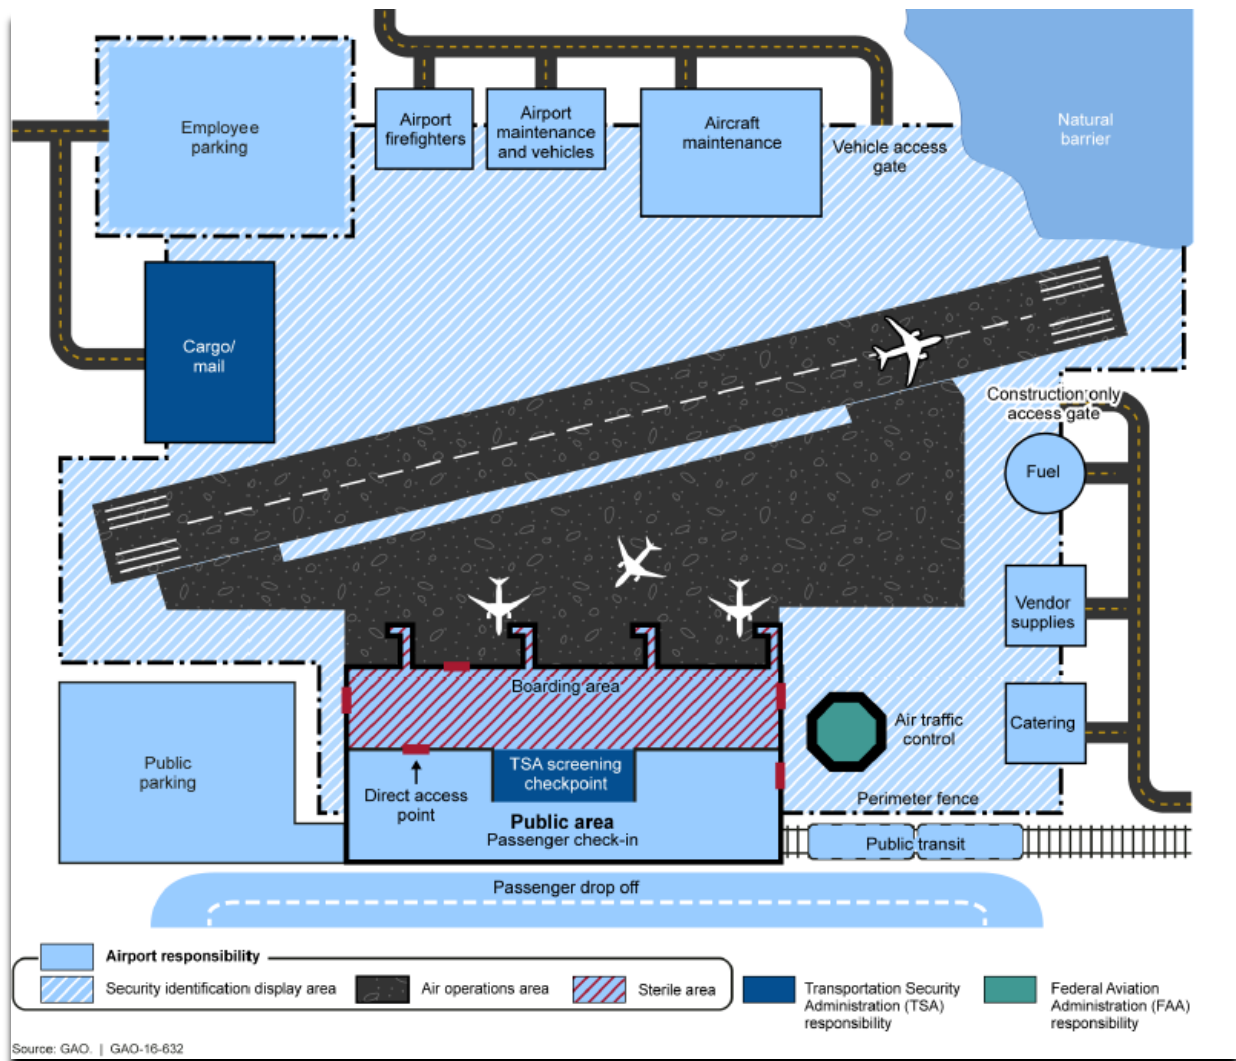 Employee
parking
Airport
firefighters
Airport
maintenance
and vehicles
Aircraft
maintenance
Vehicle access
gate
Natural
barrier
Cargo/
mail
Construction only
access gate
Fuel
Vendor
supplies
Catering
Boarding area
Air traffic
control
TSA screening
checkpoint
Public
parking
Direct access
point
Public area
Passenger check-in
Perimeter fence
Public transit
Passenger drop off
Airport responsibility
Security identification display area
Air operations area
Sterile area
Transportation Security
Administration (TSA)
responsibility
Federal Aviation
Administration (FAA)
responsibility
Source: GAO. | GAO-16-632